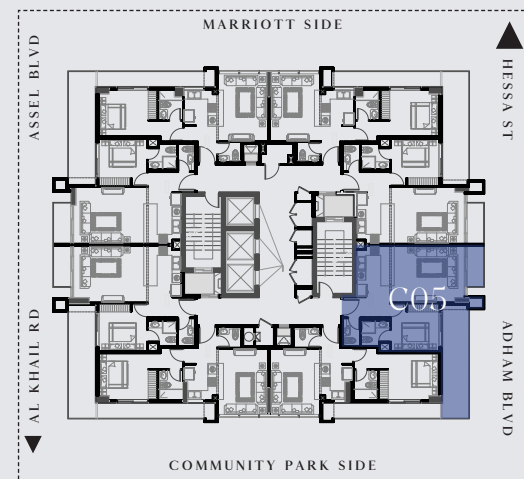 MARRIOTT SIDE
ASSEL BLVD
HESSA ST
C05
AL KHAIL RD
ADHAM BLVD
COMMUNITY PARK SIDE